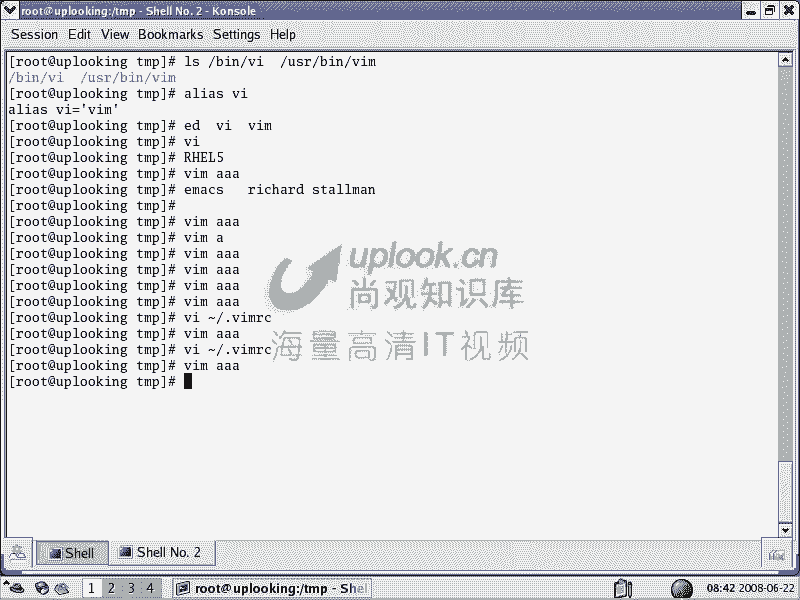 root@uplooking:/tmp - Shell No. 2 - Konsole
Session Edit View Bookmarks Settings Help
[root@uplooking tmp]# ls /bin/vi  /usr/bin/vim
/bin/vi  /usr/bin/vim
[root@uplooking tmp]# alias vi
alias vi='vim'
[root@uplooking tmp]# ed  vi  vim
[root@uplooking tmp]# vi
[root@uplooking tmp]# RHEL5
[root@uplooking tmp]# vim aaa
[root@uplooking tmp]# emacs   richard stallman
[root@uplooking tmp]#
[root@uplooking tmp]# vim aaa
[root@uplooking tmp]# vim a
[root@uplooking tmp]# vim aaa
[root@uplooking tmp]# vim aaa
[root@uplooking tmp]# vim aaa
[root@uplooking tmp]# vim aaa
[root@uplooking tmp]# vi ~/.vimrc
[root@uplooking tmp]# vim aaa
[root@uplooking tmp]# vi ~/.vimrc
[root@uplooking tmp]# vim aaa
[root@uplooking tmp]#
uplook.cn
尚观知识库
海量高清IT视频
Shell Shell No. 2
1 2 3 4 root@uplooking:/tmp - Shel 08:42 2008-06-22